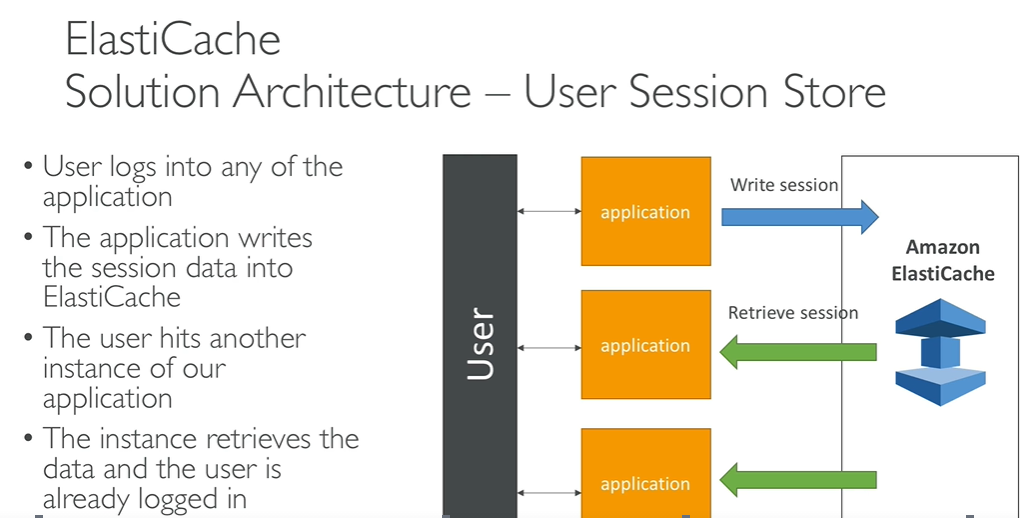 ElastiCache
Solution Architecture – User Session Store
• User logs into any of the
application
• The application writes
the session data into
ElastiCache
• The user hits another
instance of our
application
• The instance retrieves the
data and the user is
already logged in
User
application
Write session
application
Retrieve session
application
Amazon
ElastiCache